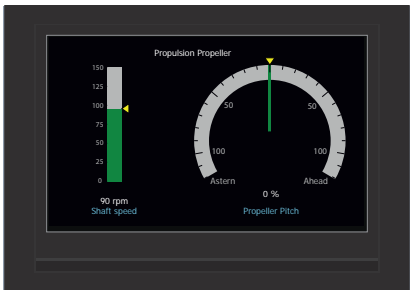 Propulsion Propeller
150
125
100
75
50
25
0
90 rpm
Shaft speed
50
50
100
100
Astern
Ahead
0 %
Propeller Pitch